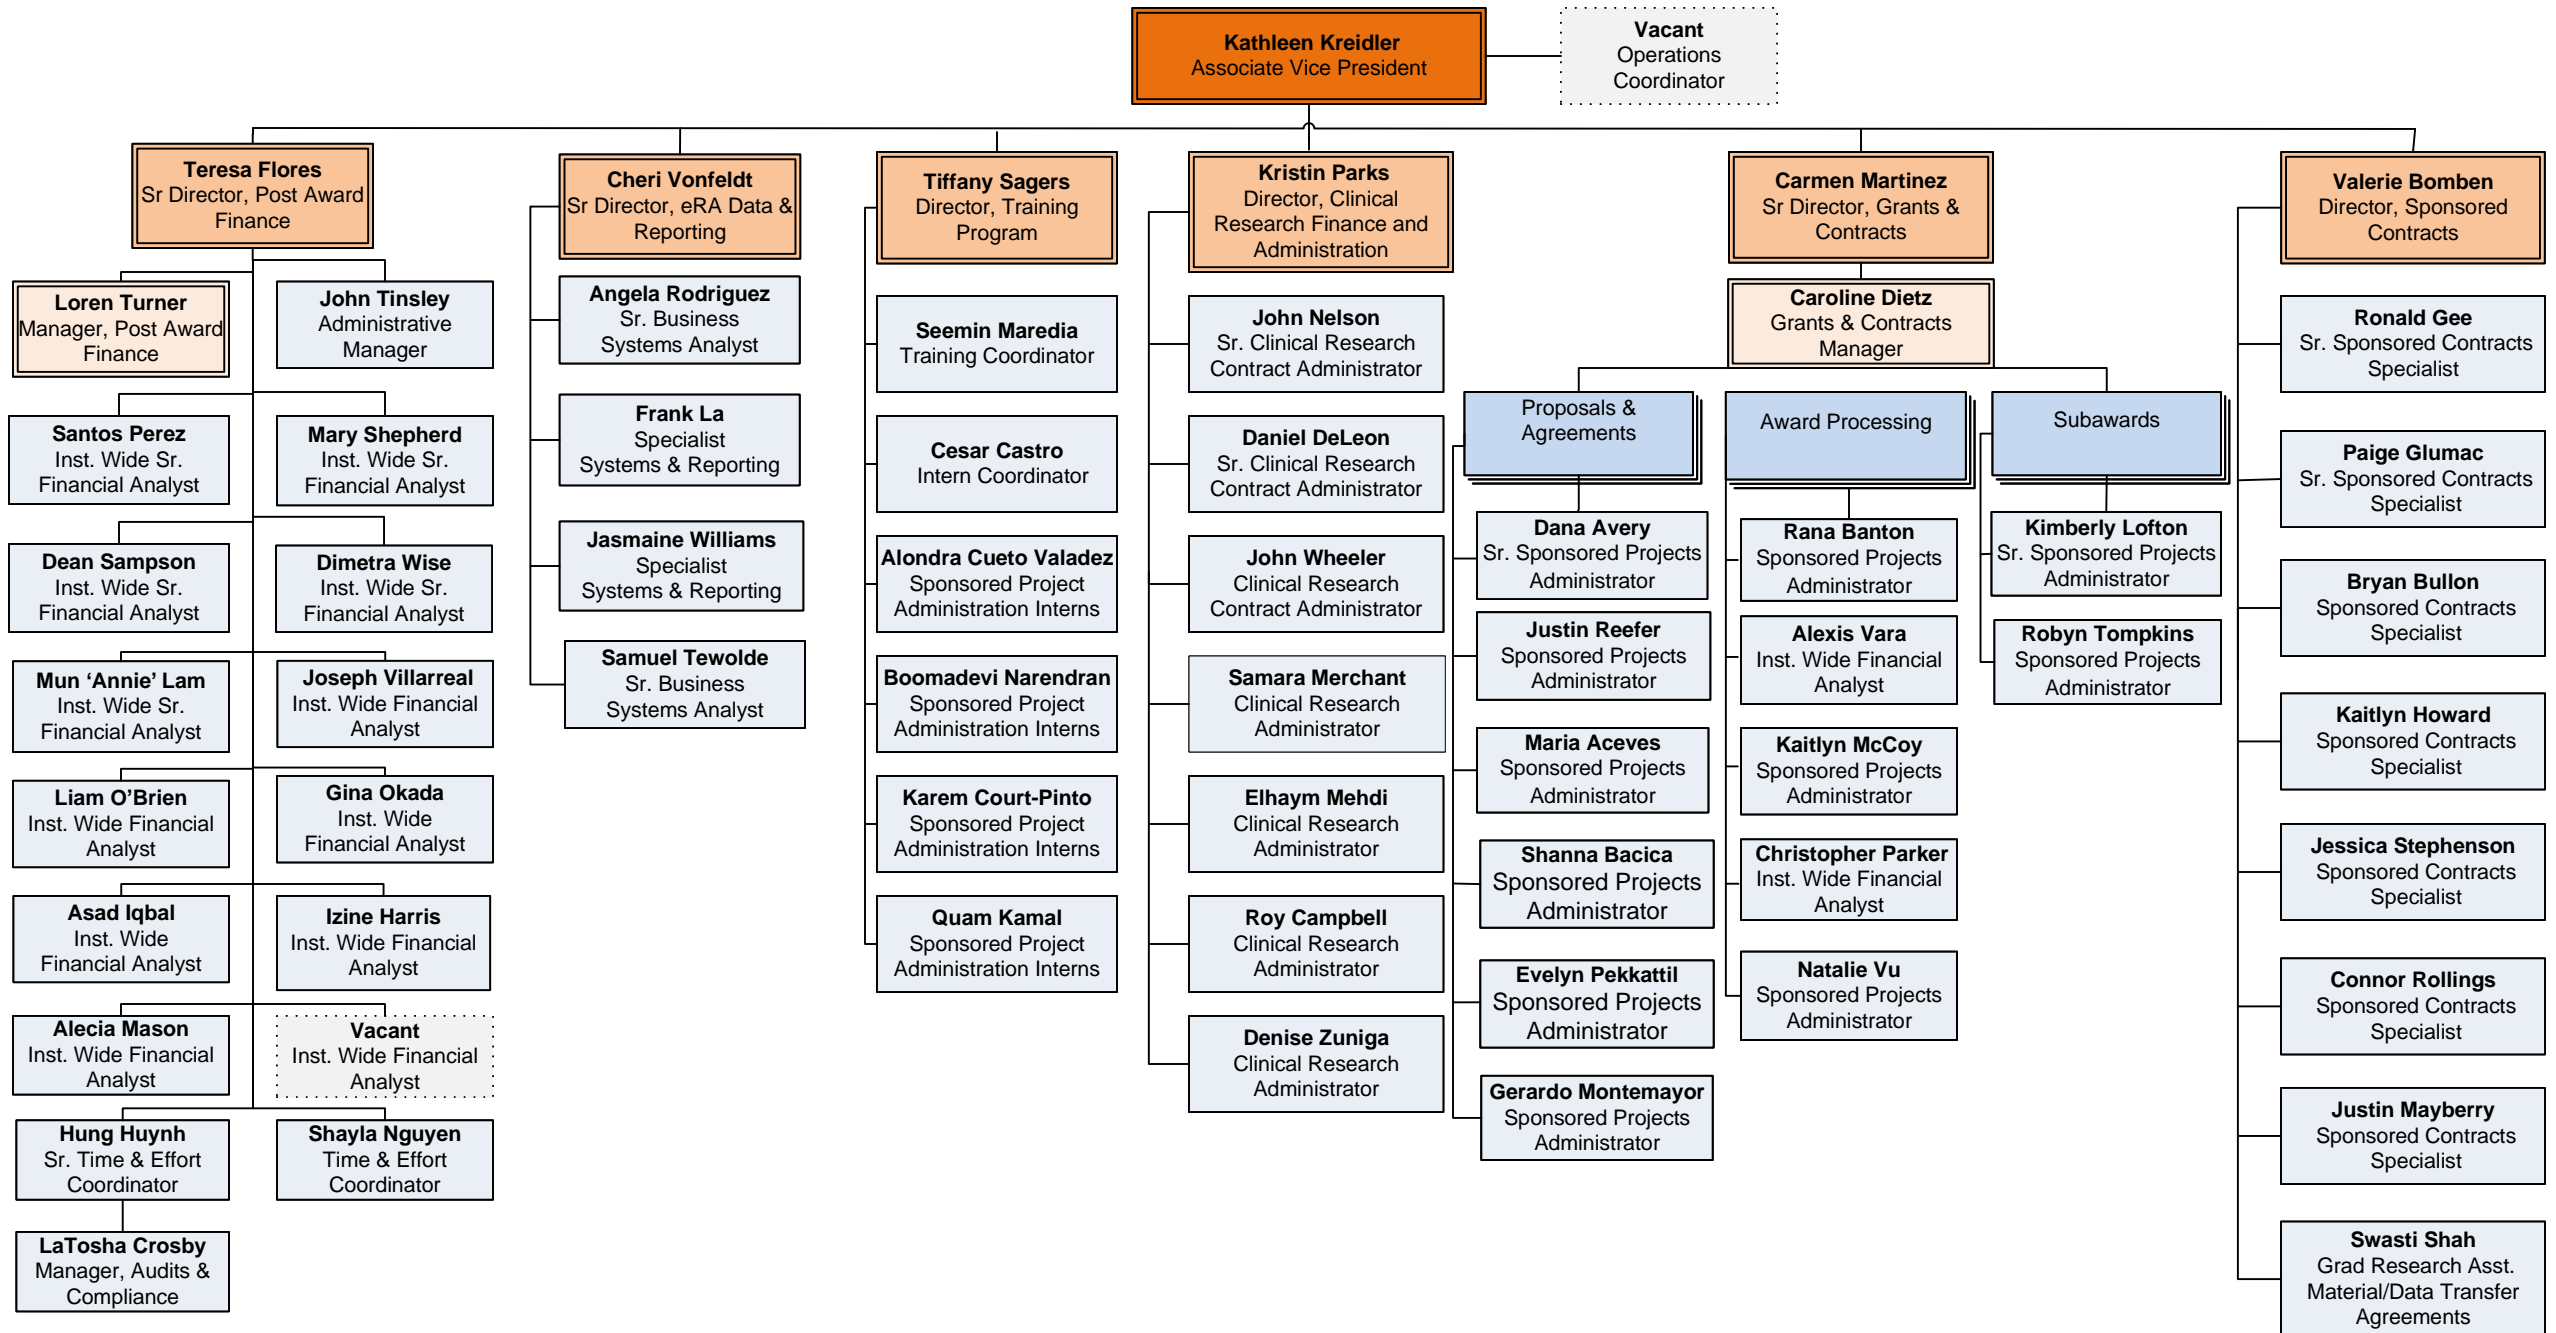 Kathleen Kreidler
Associate Vice President
Vacant
Operations
Coordinator
Teresa Flores
Sr Director, Post Award
Finance
Loren Turner
Manager, Post Award
Finance
John Tinsley
Administrative
Manager
Santos Perez
Inst. Wide Sr.
Financial Analyst
Mary Shepherd
Inst. Wide Sr.
Financial Analyst
Dean Sampson
Inst. Wide Sr.
Financial Analyst
Dimetra Wise
Inst. Wide Sr.
Financial Analyst
Mun ‘Annie’ Lam
Inst. Wide Sr.
Financial Analyst
Joseph Villarreal
Inst. Wide Financial
Analyst
Liam O’Brien
Inst. Wide Financial
Analyst
Gina Okada
Inst. Wide
Financial Analyst
Asad Iqbal
Inst. Wide
Financial Analyst
Izine Harris
Inst. Wide Financial
Analyst
Alecia Mason
Inst. Wide Financial
Analyst
Vacant
Inst. Wide Financial
Analyst
Hung Huynh
Sr. Time & Effort
Coordinator
Shayla Nguyen
Time & Effort
Coordinator
LaTosha Crosby
Manager, Audits &
Compliance
Cheri Vonfeldt
Sr Director, eRA Data &
Reporting
Angela Rodriguez
Sr. Business
Systems Analyst
Frank La
Specialist
Systems & Reporting
Jasmaine Williams
Specialist
Systems & Reporting
Samuel Tewolde
Sr. Business
Systems Analyst
Tiffany Sagers
Director, Training
Program
Seemin Maredia
Training Coordinator
Cesar Castro
Intern Coordinator
Alondra Cueto Valadez
Sponsored Project
Administration Interns
Boomadevi Narendran
Sponsored Project
Administration Interns
Karem Court-Pinto
Sponsored Project
Administration Interns
Quam Kamal
Sponsored Project
Administration Interns
Kristin Parks
Director, Clinical
Research Finance and
Administration
John Nelson
Sr. Clinical Research
Contract Administrator
Daniel DeLeon
Sr. Clinical Research
Contract Administrator
John Wheeler
Clinical Research
Contract Administrator
Samara Merchant
Clinical Research
Administrator
Elhaym Mehdi
Clinical Research
Administrator
Roy Campbell
Clinical Research
Administrator
Denise Zuniga
Clinical Research
Administrator
Carmen Martinez
Sr Director, Grants &
Contracts
Caroline Dietz
Grants & Contracts
Manager
Proposals &
Agreements
Dana Avery
Sr. Sponsored Projects
Administrator
Justin Reefer
Sponsored Projects
Administrator
Maria Aceves
Sponsored Projects
Administrator
Shanna Bacica
Sponsored Projects
Administrator
Evelyn Pekkattil
Sponsored Projects
Administrator
Gerardo Montemayor
Sponsored Projects
Administrator
Award Processing
Rana Banton
Sponsored Projects
Administrator
Alexis Vara
Inst. Wide Financial
Analyst
Kaitlyn McCoy
Sponsored Projects
Administrator
Christopher Parker
Inst. Wide Financial
Analyst
Natalie Vu
Sponsored Projects
Administrator
Subawards
Kimberly Lofton
Sr. Sponsored Projects
Administrator
Robyn Tompkins
Sponsored Projects
Administrator
Valerie Bomben
Director, Sponsored
Contracts
Ronald Gee
Sr. Sponsored Contracts
Specialist
Paige Glumac
Sr. Sponsored Contracts
Specialist
Bryan Bullon
Sponsored Contracts
Specialist
Kaitlyn Howard
Sponsored Contracts
Specialist
Jessica Stephenson
Sponsored Contracts
Specialist
Connor Rollings
Sponsored Contracts
Specialist
Justin Mayberry
Sponsored Contracts
Specialist
Swasti Shah
Grad Research Asst.
Material/Data Transfer
Agreements